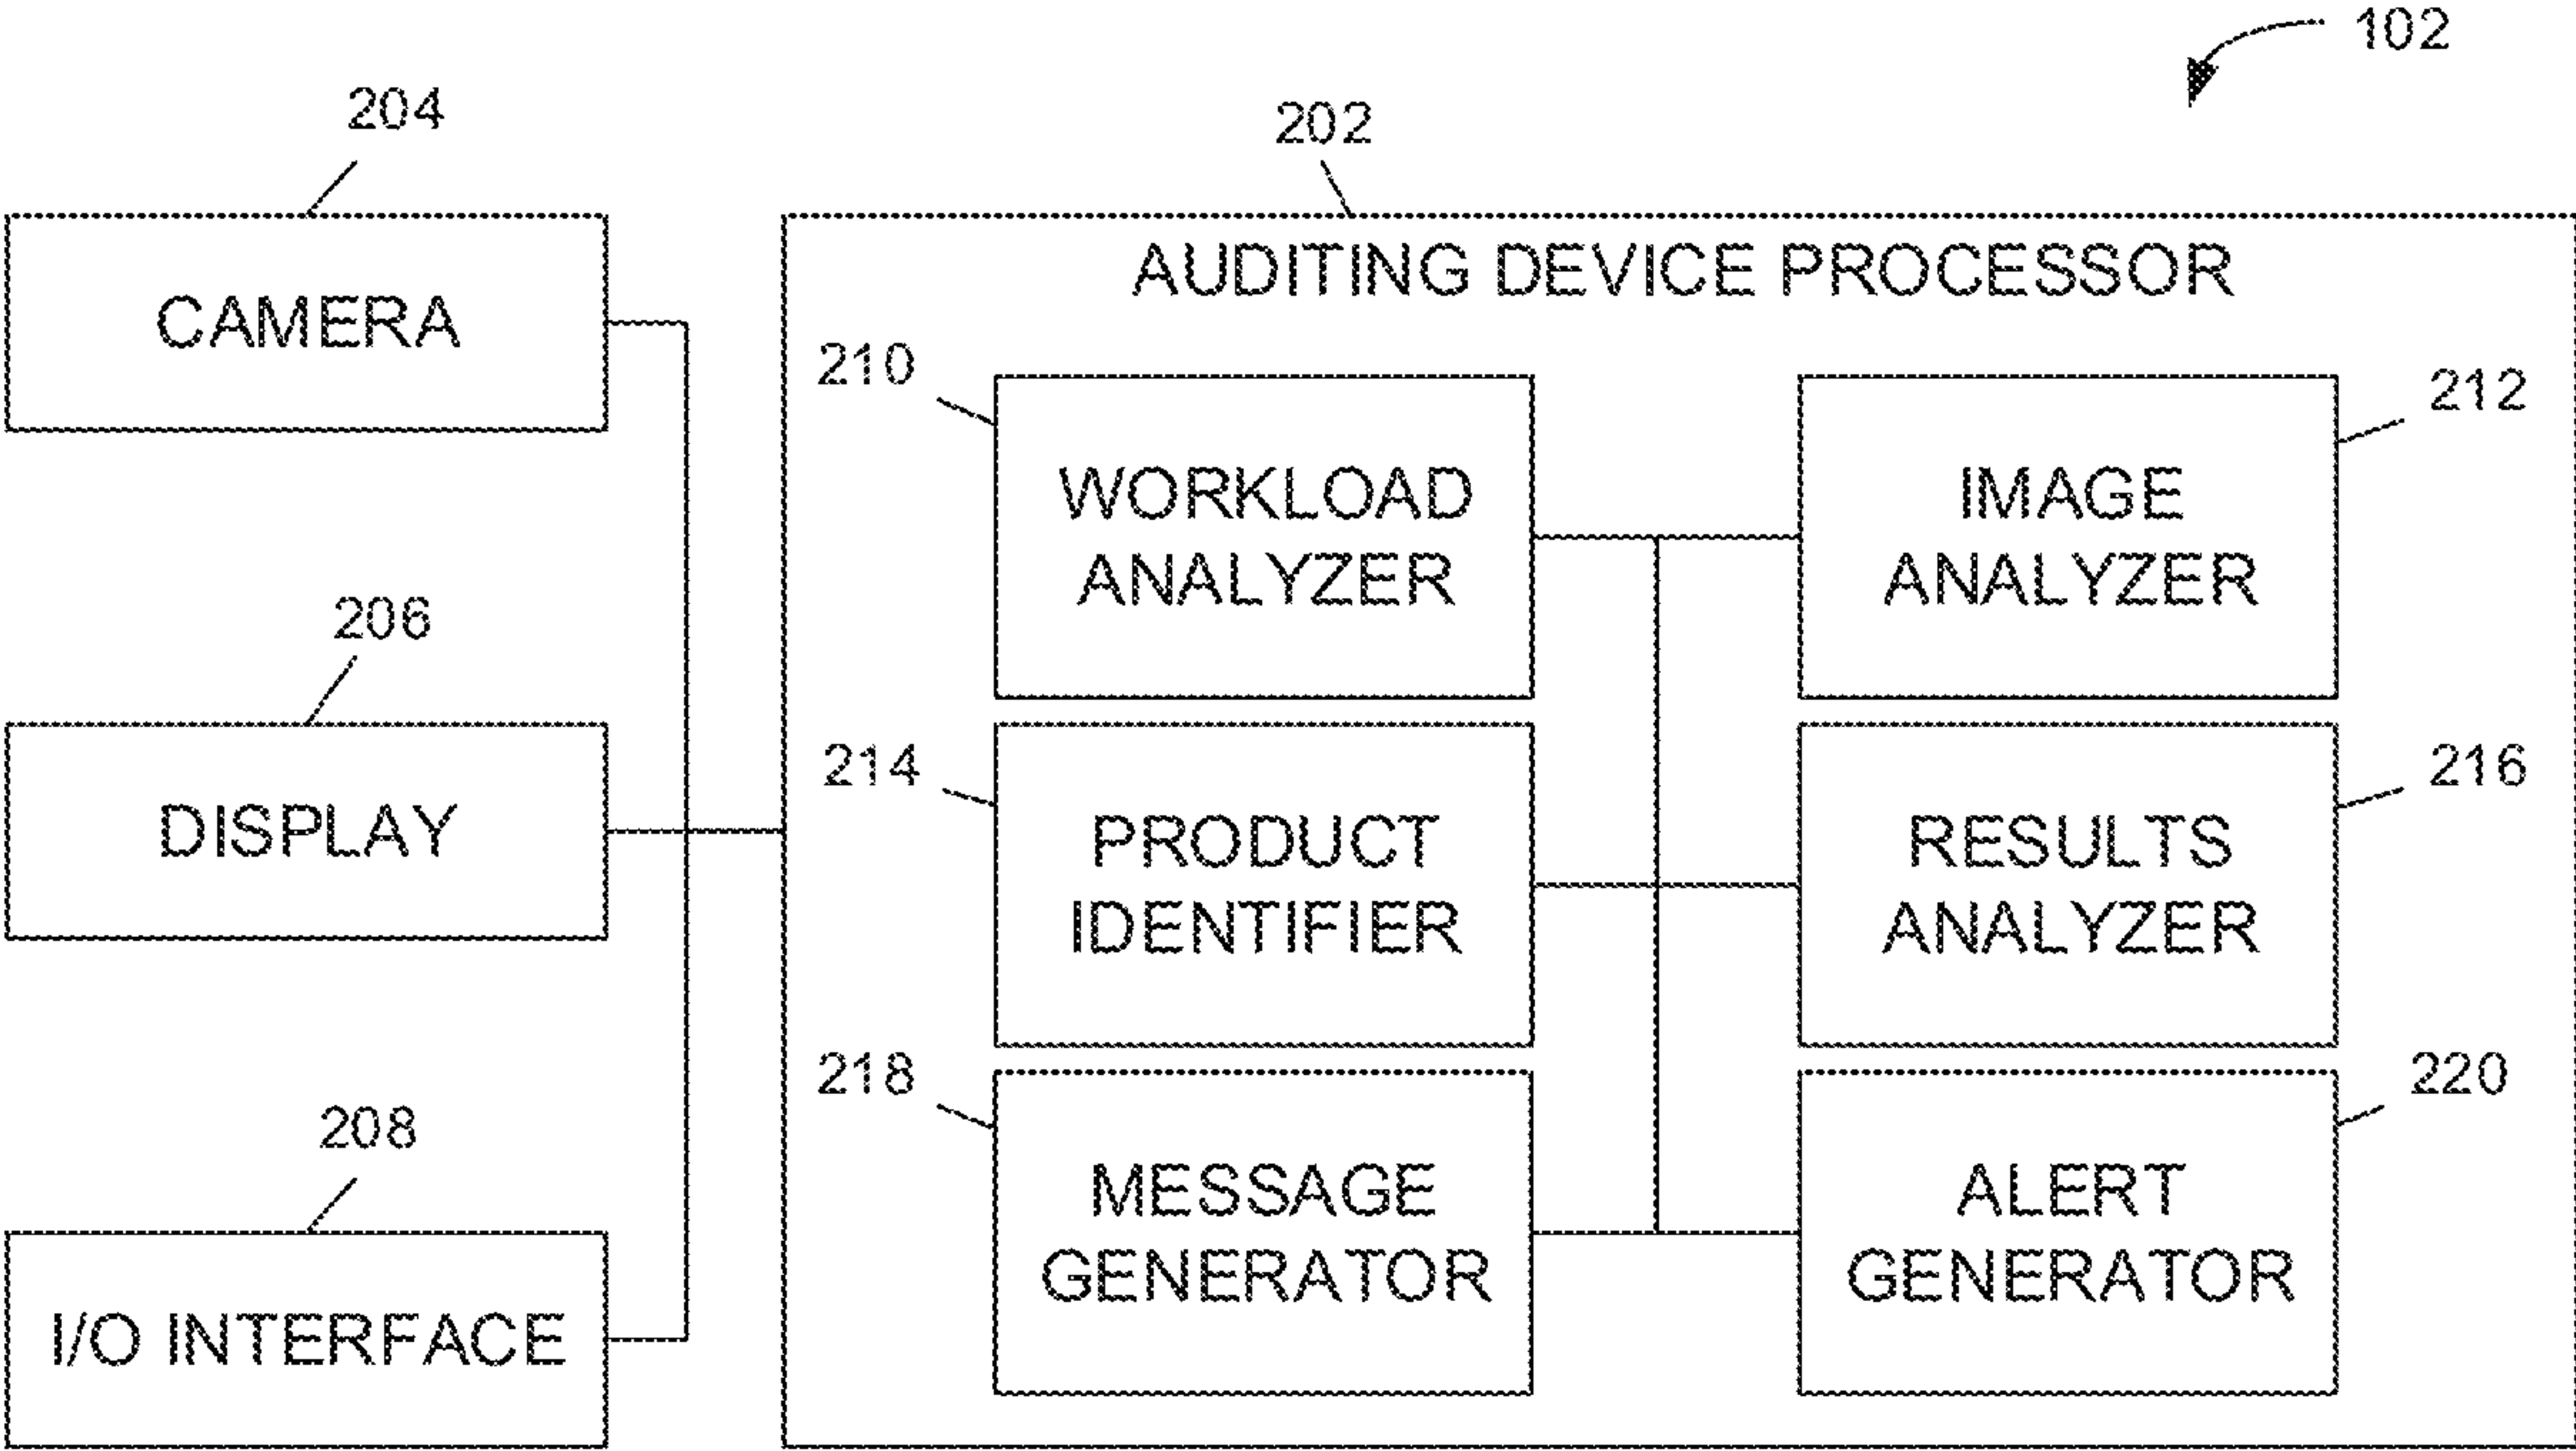 102
204
202
CAMERA
AUDITING DEVICE PROCESSOR
210
WORKLOAD
ANALYZER
212
IMAGE
ANALYZER
206
DISPLAY
214
PRODUCT
IDENTIFIER
216
RESULTS
ANALYZER
208
I/O INTERFACE
218
MESSAGE
GENERATOR
220
ALERT
GENERATOR